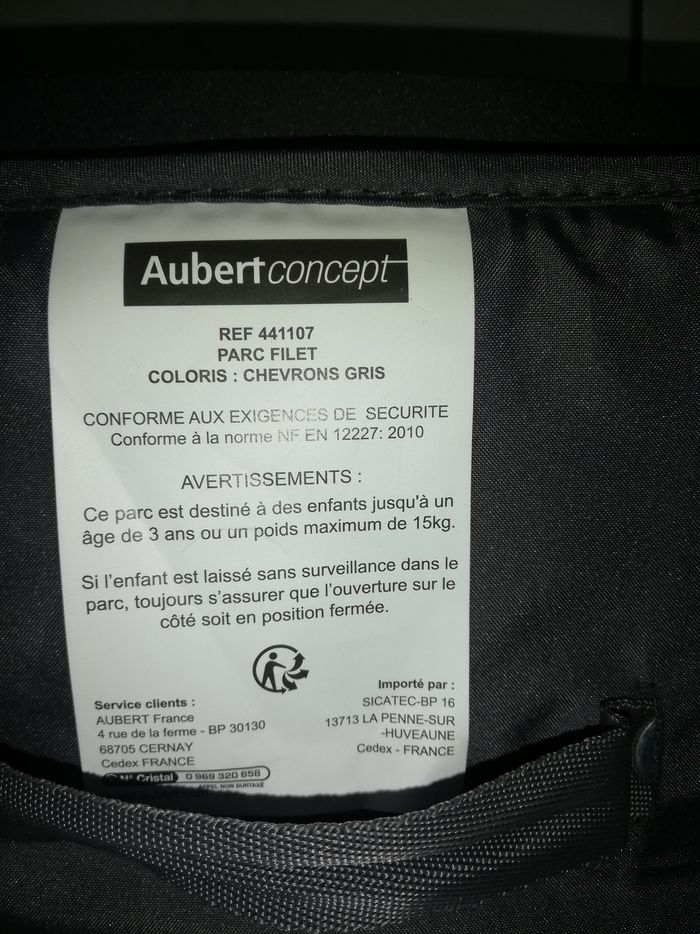 Aubert concept
REF 441107
PARC FILET
COLORIS : CHEVRONS GRIS
CONFORME AUX EXIGENCES DE SECURITE
Conforme à la norme NF EN 12227: 2010
AVERTISSEMENTS :
Ce parc est destiné à des enfants jusqu'à un
âge de 3 ans ou un poids maximum de 15kg.
Si l'enfant est laissé sans surveillance dans le
parc, toujours s'assurer que l'ouverture sur le
côté soit en position fermée.
Service clients :
AUBERT France
4 rue de la ferme - BP 30130
68705 CERNAY
Cedex FRANCE
N° Cristal 0 969 320 658
APPEL NON SURTAXÉ
Importé par :
SICATEC-BP 16
13713 LA PENNE-SUR
-HUVEAUNE
Cedex - FRANCE